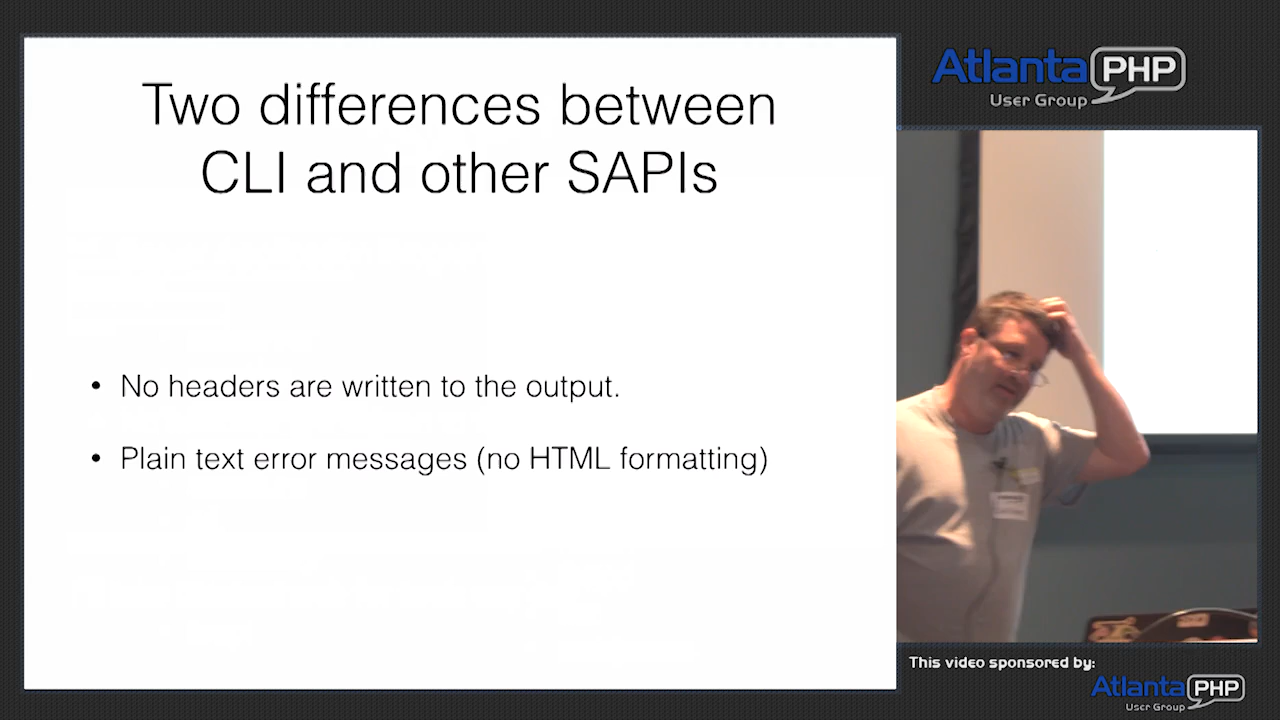 Two differences between
CLI and other SAPIs
• No headers are written to the output.
• Plain text error messages (no HTML formatting)
Atlanta PHP
User Group
This video sponsored by:
Atlanta PHP
User Group